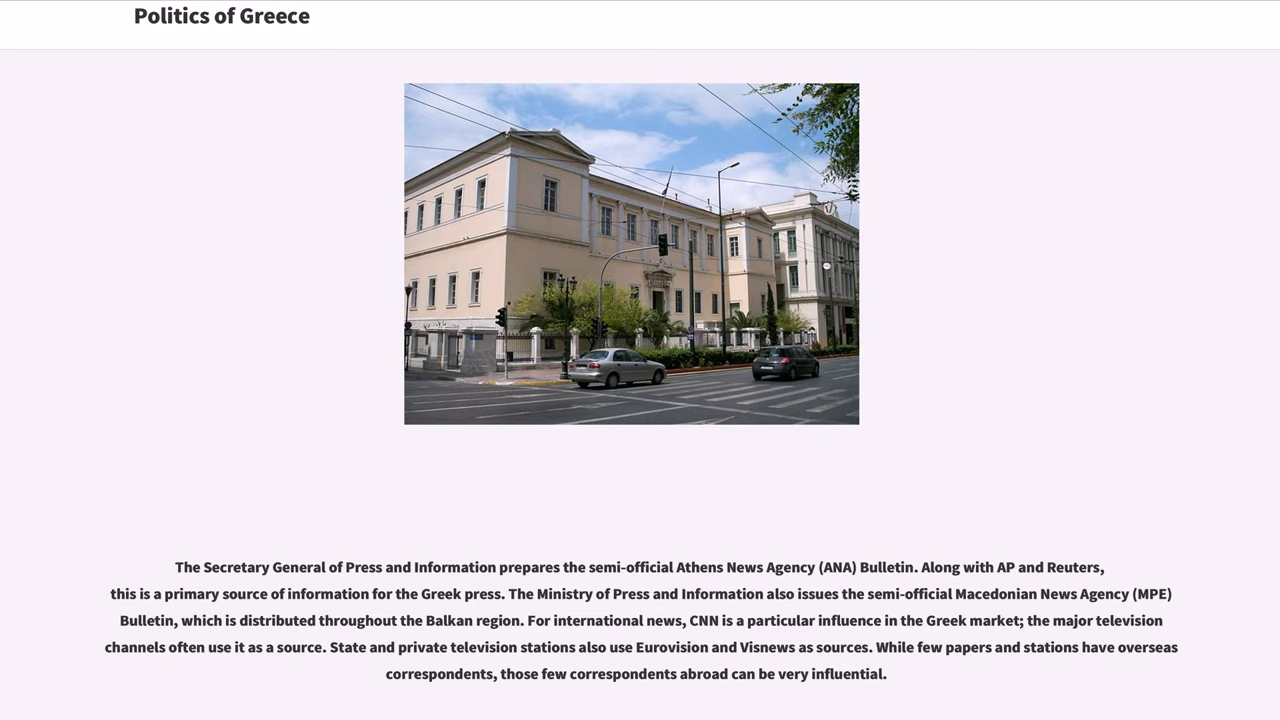 Politics of Greece
The Secretary General of Press and Information prepares the semi-official Athens News Agency (ANA) Bulletin. Along with AP and Reuters,
this is a primary source of information for the Greek press. The Ministry of Press and Information also issues the semi-official Macedonian News Agency (MPE)
Bulletin, which is distributed throughout the Balkan region. For international news, CNN is a particular influence in the Greek market; the major television
channels often use it as a source. State and private television stations also use Eurovision and Visnews as sources. While few papers and stations have overseas
correspondents, those few correspondents abroad can be very influential.